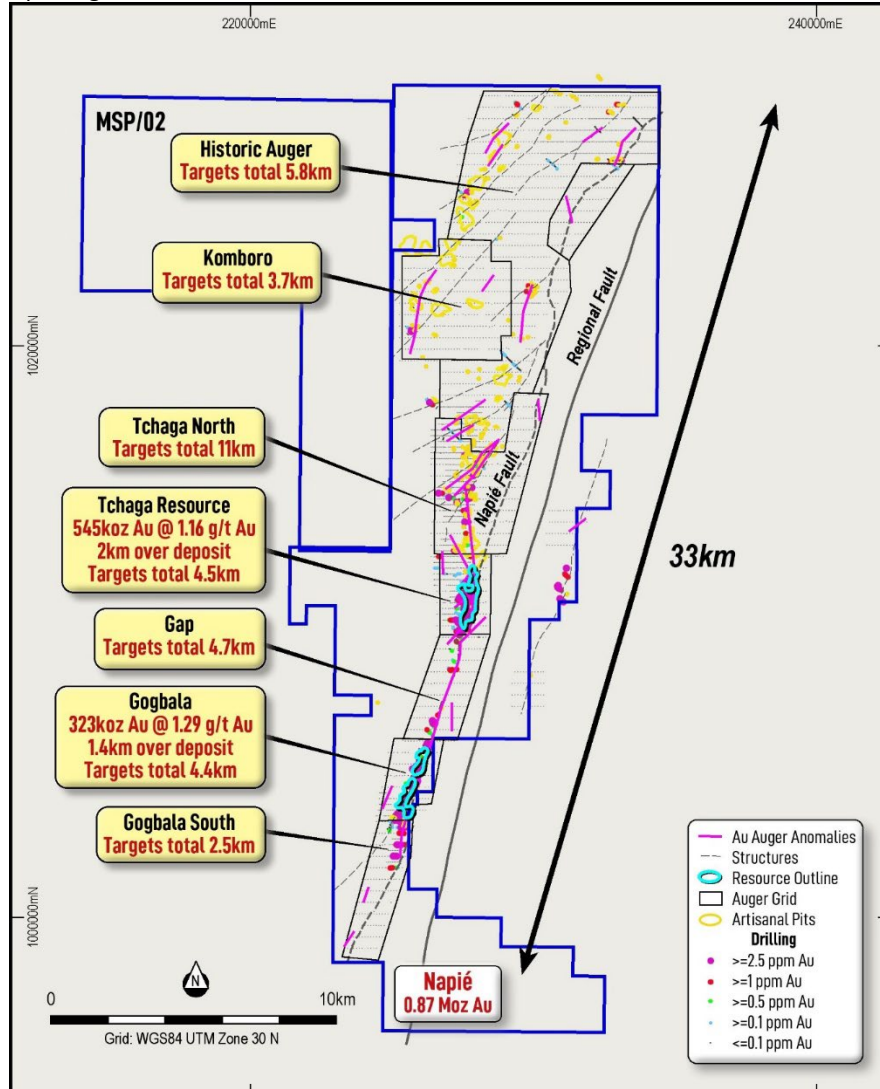 220000mE
240000mE
MSP/02
Historic Auger
Targets total 5.8km
Komboro
Targets total 3.7km
1020000mN
Regional Fault
Tchaga North
Targets total 11km
Napié Fault
Tchaga Resource
545koz Au @ 1.16 g/t Au
2km over deposit
Targets total 4.5km
33km
Gap
Targets total 4.7km
Gogbala
323koz Au @ 1.29 g/t Au
1.4km over deposit
Targets total 4.4km
Gogbala South
Targets total 2.5km
1000000mN
Napié
0.87 Moz Au
N
0
10km
Grid: WGS84 UTM Zone 30 N
Au Auger Anomalies
Structures
Resource Outline
Auger Grid
Artisanal Pits
Drilling
>=2.5 ppm Au
>=1 ppm Au
>=0.5 ppm Au
>=0.1 ppm Au
<=0.1 ppm Au